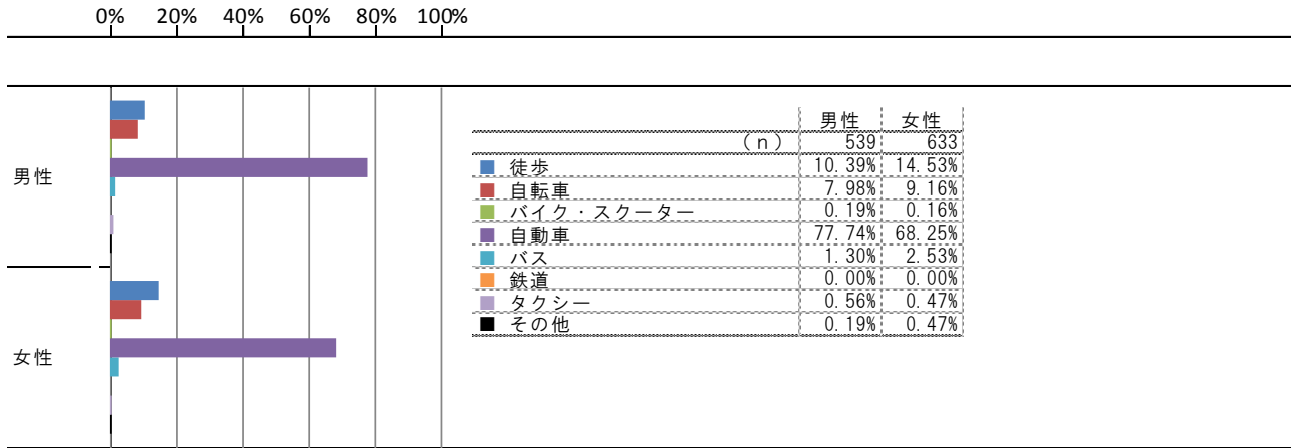 0% 20% 40% 60% 80% 100%
男性
女性
男性 女性
（ｎ） 539 633
徒歩 10.39% 14.53%
自転車 7.98% 9.16%
バイク・スクーター 0.19% 0.16%
自動車 77.74% 68.25%
バス 1.30% 2.53%
鉄道 0.00% 0.00%
タクシー 0.56% 0.47%
その他 0.19% 0.47%